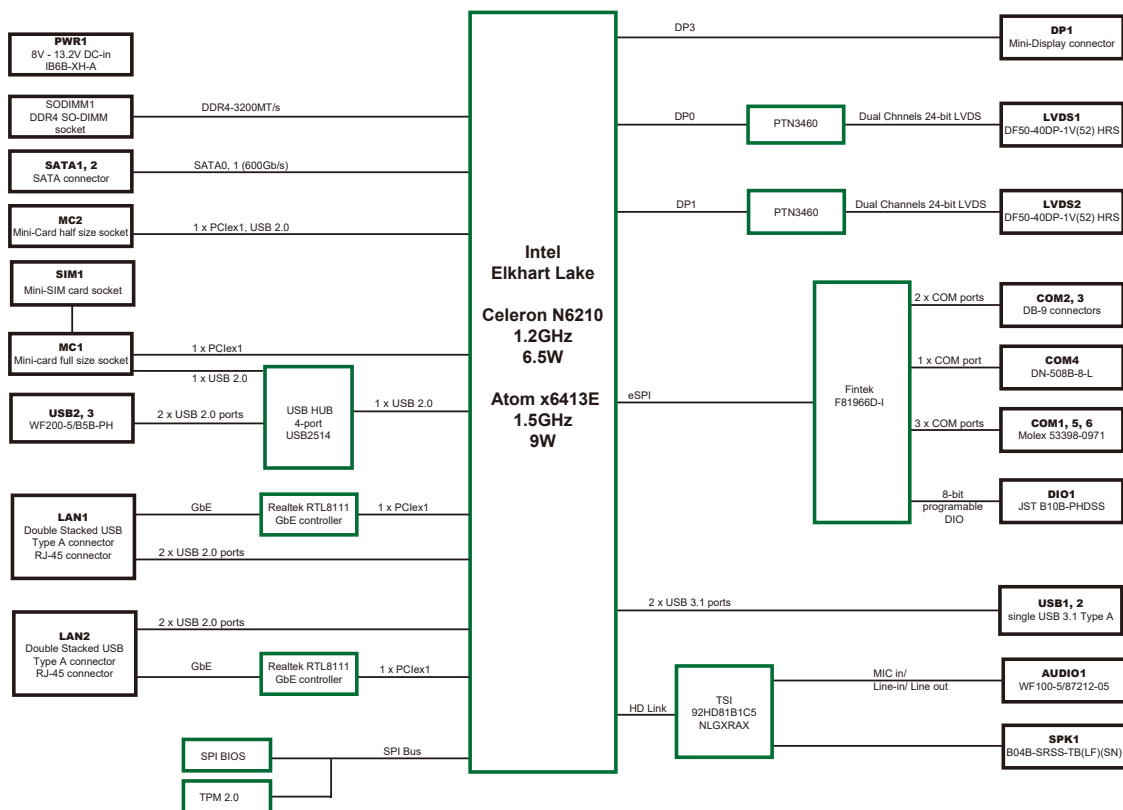 PWR1
8V - 13.2V DC-in
IB6B-XH-A
SODIMM1
DDR4 SO-DIMM
socket
DDR4-3200MT/s
SATA1, 2
SATA connector
SATA0, 1 (600Gb/s)
MC2
Mini-Card half size socket
1 x PCIex1, USB 2.0
SIM1
Mini-SIM card socket
MC1
Mini-card full size socket
1 x PCIex1
1 x USB 2.0
USB2, 3
WF200-5/B5B-PH
2 x USB 2.0 ports
USB HUB
4-port
USB2514
1 x USB 2.0
LAN1
Double Stacked USB
Type A connector
RJ-45 connector
GbE
Realtek RTL8111
GbE controller
1 x PCIex1
2 x USB 2.0 ports
LAN2
Double Stacked USB
Type A connector
RJ-45 connector
2 x USB 2.0 ports
GbE
Realtek RTL8111
GbE controller
1 x PCIex1
SPI BIOS
SPI Bus
TPM 2.0
Intel
Elkhart Lake
Celeron N6210
1.2GHz
6.5W
Atom x6413E
1.5GHz
9W
DP3
DP1
Mini-Display connector
DP0
PTN3460
Dual Chnnels 24-bit LVDS
LVDS1
DF50-40DP-1V(52) HRS
DP1
PTN3460
Dual Channels 24-bit LVDS
LVDS2
DF50-40DP-1V(52) HRS
eSPI
Fintek
F81966D-I
2 x COM ports
COM2, 3
DB-9 connectors
1 x COM port
COM4
DN-508B-8-L
3 x COM ports
COM1, 5, 6
Molex 53398-0971
8-bit
programable
DIO
DIO1
JST B10B-PHDSS
2 x USB 3.1 ports
USB1, 2
single USB 3.1 Type A
HD Link
TSI
92HD81B1C5
NLGXRAX
MIC in/
Line-in/ Line out
AUDIO1
WF100-5/87212-05
SPK1
B04B-SRSS-TB(LF)(SN)